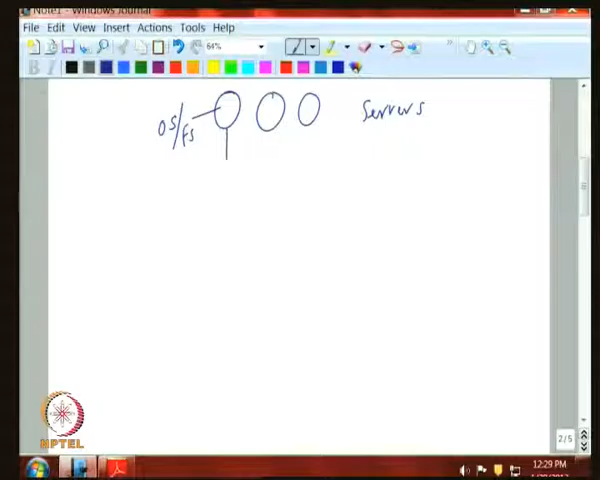 Note1 - Windows Journal
File Edit View Insert Actions Tools Help
64%
B I
OS/FS
Servers
NPTEL
2/5
12:29 PM